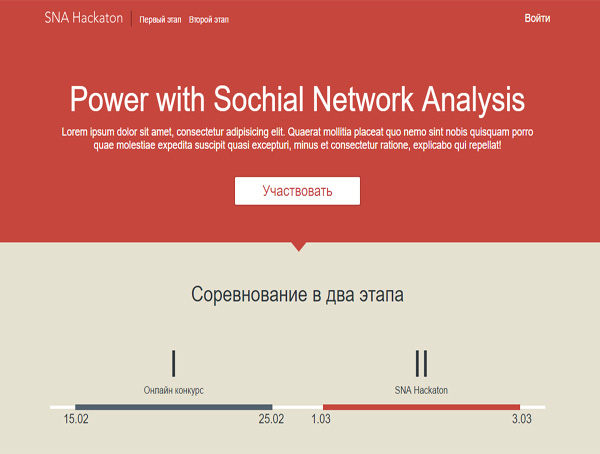 SNA Hackaton Первый этап Второй этап Войти
Power with Sochial Network Analysis
Lorem ipsum dolor sit amet, consectetur adipisicing elit. Quaerat mollitia placeat quo nemo sint nobis quisquam porro
quae molestiae expedita suscipit quasi excepturi, minus et consectetur ratione, explicabo qui repellat!
Участвовать
Соревнование в два этапа
I II
Онлайн конкурс SNA Hackaton
15.02 25.02 1.03 3.03